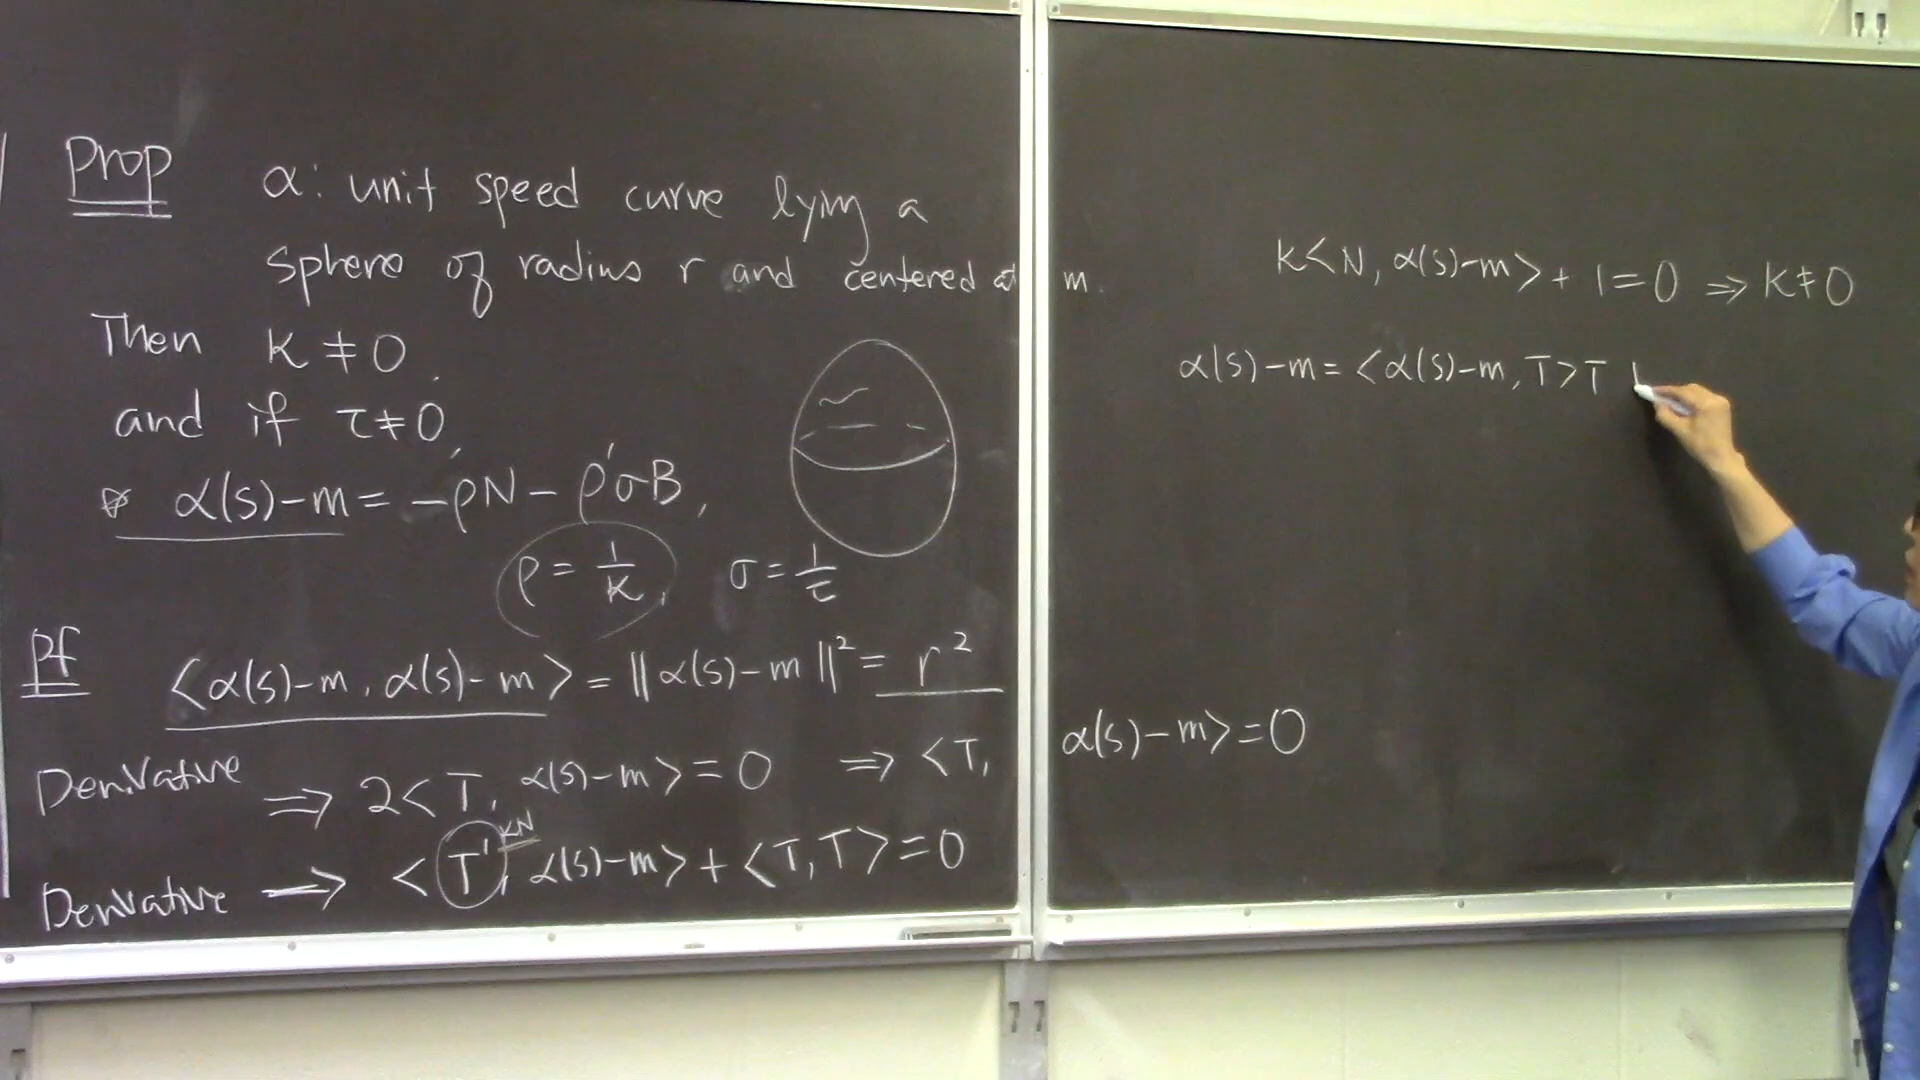 Prop α: unit speed curve lying a
sphere of radius r and centered at m.
Then κ ≠ 0,
and if τ ≠ 0,
α(s)-m = -ρN - ρ'σB,
ρ = 1/κ, σ = 1/τ
Pf <α(s)-m, α(s)-m> = ||α(s)-m||² = r²
Derivative ⇒ 2<T, α(s)-m> = 0 ⇒ <T, α(s)-m> = 0
κN
Derivative → <T', α(s)-m> + <T,T> = 0
κ<N, α(s)-m> + 1 = 0 ⇒ κ ≠ 0
α(s)-m = <α(s)-m, T>T